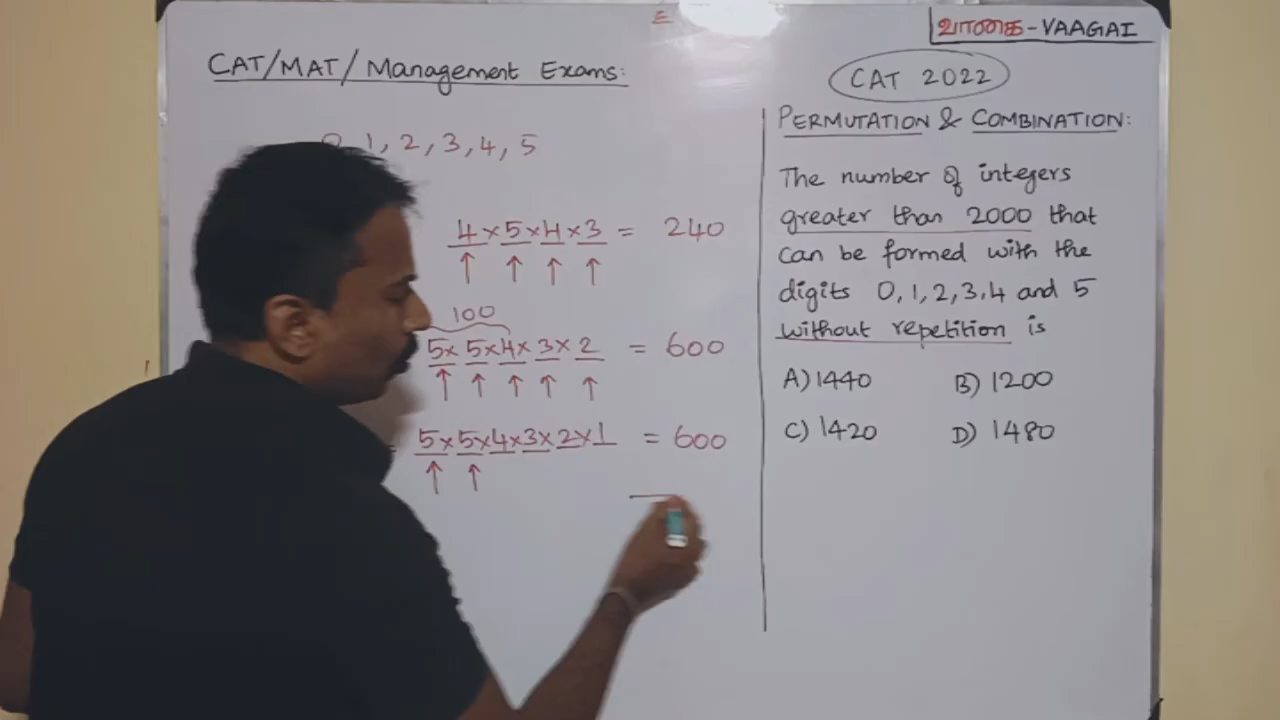 வாகை - VAAGAI
CAT/MAT/ Management Exams:
CAT 2022
0, 1, 2, 3, 4, 5
4 × 5 × 4 × 3 = 240
100
5× 5 ×4× 3 × 2 = 600
= 5× 5× 4× 3× 2 × 1 = 600
PERMUTATION & COMBINATION:
The number of integers
greater than 2000 that
can be formed with the
digits 0, 1, 2, 3, 4 and 5
without repetition is
A) 1440 B) 1200
C) 1420 D) 1480